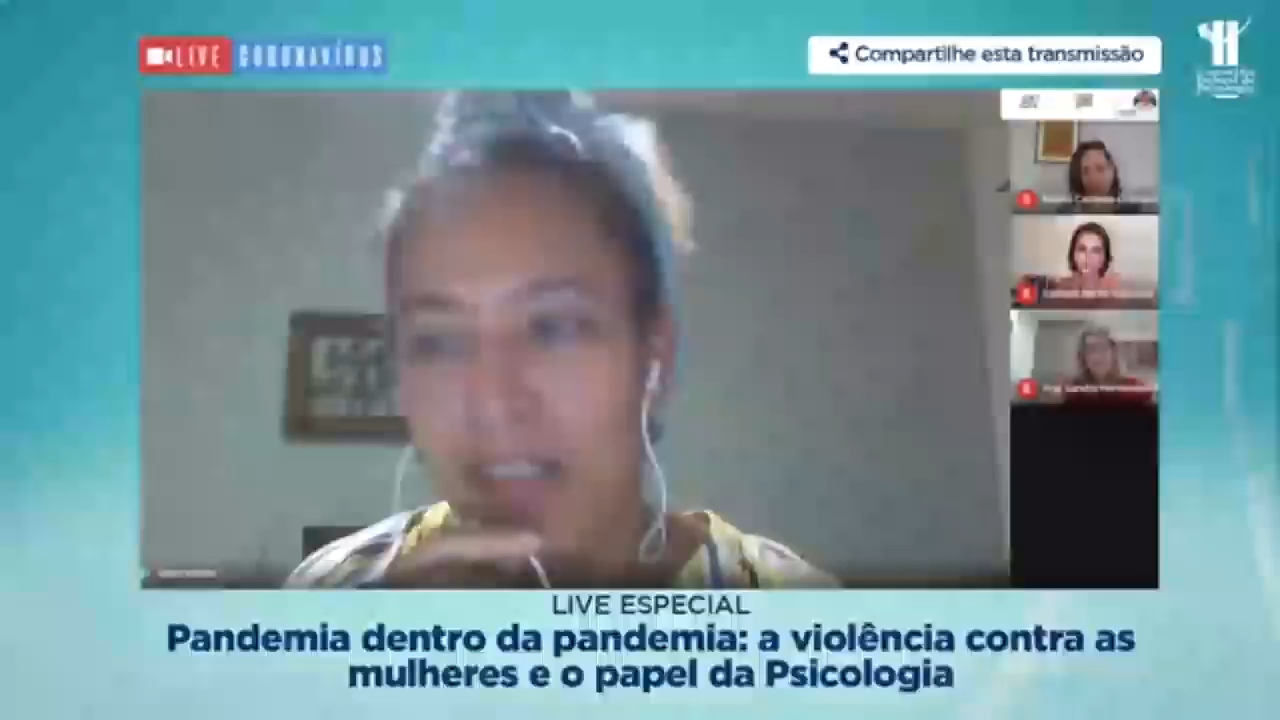 LIVE CORONAVÍRUS
Compartilhe esta transmissão
LIVE ESPECIAL
Pandemia dentro da pandemia: a violência contra as
mulheres e o papel da Psicologia